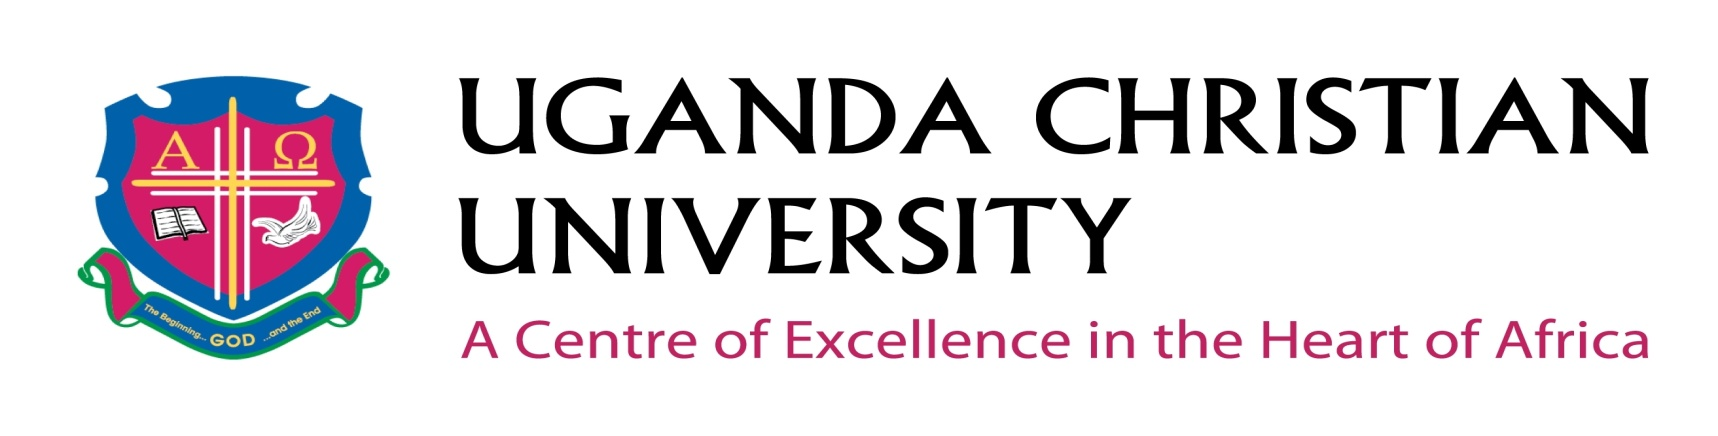 Α Ω
The Beginning... GOD ...and the End
UGANDA CHRISTIAN
UNIVERSITY
A Centre of Excellence in the Heart of Africa